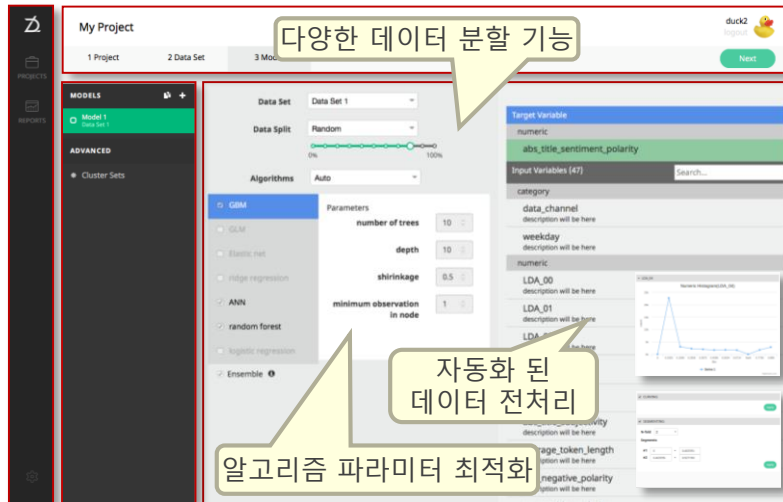 My Project
duck2
logout
1 Project
2 Data Set
3 Mod
Next
다양한 데이터 분할 기능
PROJECTS
REPORTS
MODELS
Model 1
Data Set 1
ADVANCED
Cluster Sets
Data Set
Data Set 1
Data Split
Random
0%
100%
Algorithms
Auto
GBM
GLM
Elastic net
ridge regression
ANN
random forest
logistic regression
Ensemble
Parameters
number of trees
10
depth
10
shirinkage
0.5
minimum observation
in node
1
Target Variable
numeric
abs_title_sentiment_polarity
Input Variables (47)
Search...
category
data_channel
description will be here
weekday
description will be here
numeric
LDA_00
description will be here
LDA_01
description will be here
자동화 된
데이터 전처리
description will be here
rage_token_length
description will be here
negative_polarity
description will be here
알고리즘 파라미터 최적화